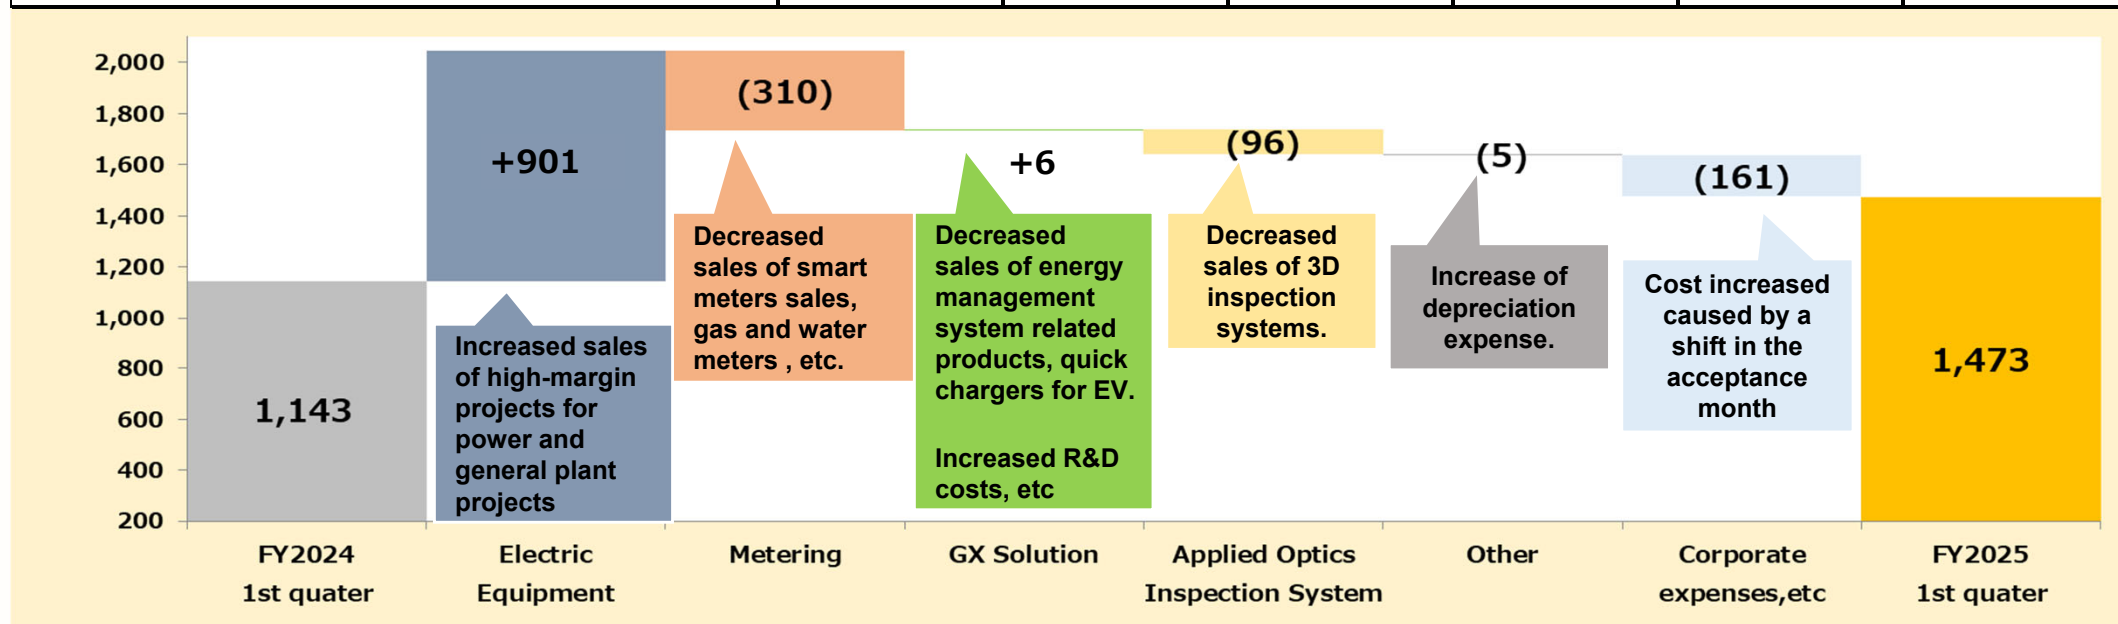 2,000
1,800
1,600
1,400
1,200
1,000
800
600
400
200
1,143
+901
(310)
+6
(96)
(5)
(161)
1,473
Increased sales
of high-margin
projects for
power and
general plant
projects
Decreased
sales of smart
meters sales,
gas and water
meters , etc.
Decreased
sales of energy
management
system related
products, quick
chargers for EV.
Increased R&D
costs, etc
Decreased
sales of 3D
inspection
systems.
Increase of
depreciation
expense.
Cost increased
caused by a
shift in the
acceptance
month
FY2024
1st quater
Electric
Equipment
Metering
GX Solution
Applied Optics
Inspection System
Other
Corporate
expenses,etc
FY2025
1st quater